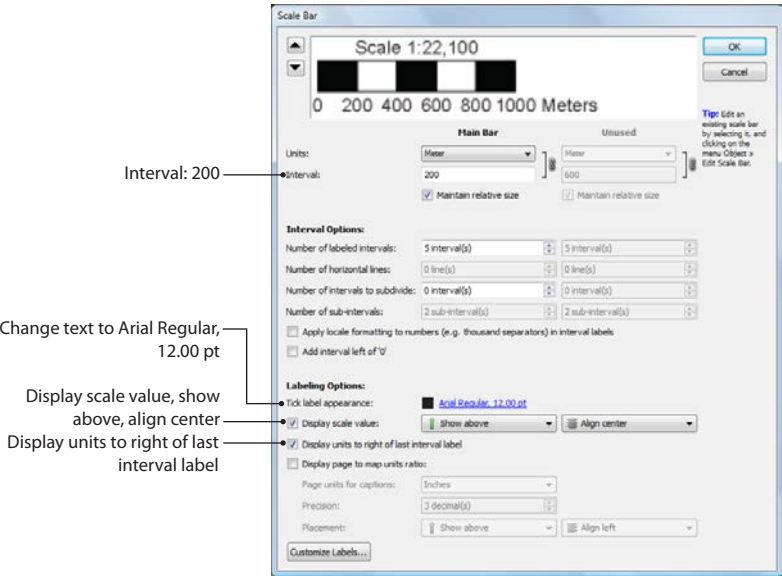 Scale Bar
Scale 1:22,100
0 200 400 600 800 1000 Meters
OK
Cancel
Tip: Edit an
existing scale bar
by selecting it, and
clicking on the
menu Object >
Edit Scale Bar.
Main Bar Unused
Units: Meter Meter
Interval: 200
Interval: 200 600
Maintain relative size Maintain relative size
Interval Options:
Number of labeled intervals: 5 interval(s) 5 interval(s)
Number of horizontal lines: 0 line(s) 0 line(s)
Number of intervals to subdivide: 0 interval(s) 0 interval(s)
Number of sub-intervals: 2 sub-interval(s) 2 sub-interval(s)
Apply locale formatting to numbers (e.g. thousand separators) in interval labels
Add interval left of '0'
Change text to Arial Regular,
12.00 pt
Labeling Options:
Tick label appearance: Arial Regular, 12.00 pt
Display scale value, show
above, align center
Display scale value: Show above Align center
Display units to right of last
interval label
Display units to right of last interval label
Display page to map units ratio:
Page units for captions: Inches
Precision: 3 decimal(s)
Placement: Show above Align left
Customize Labels...